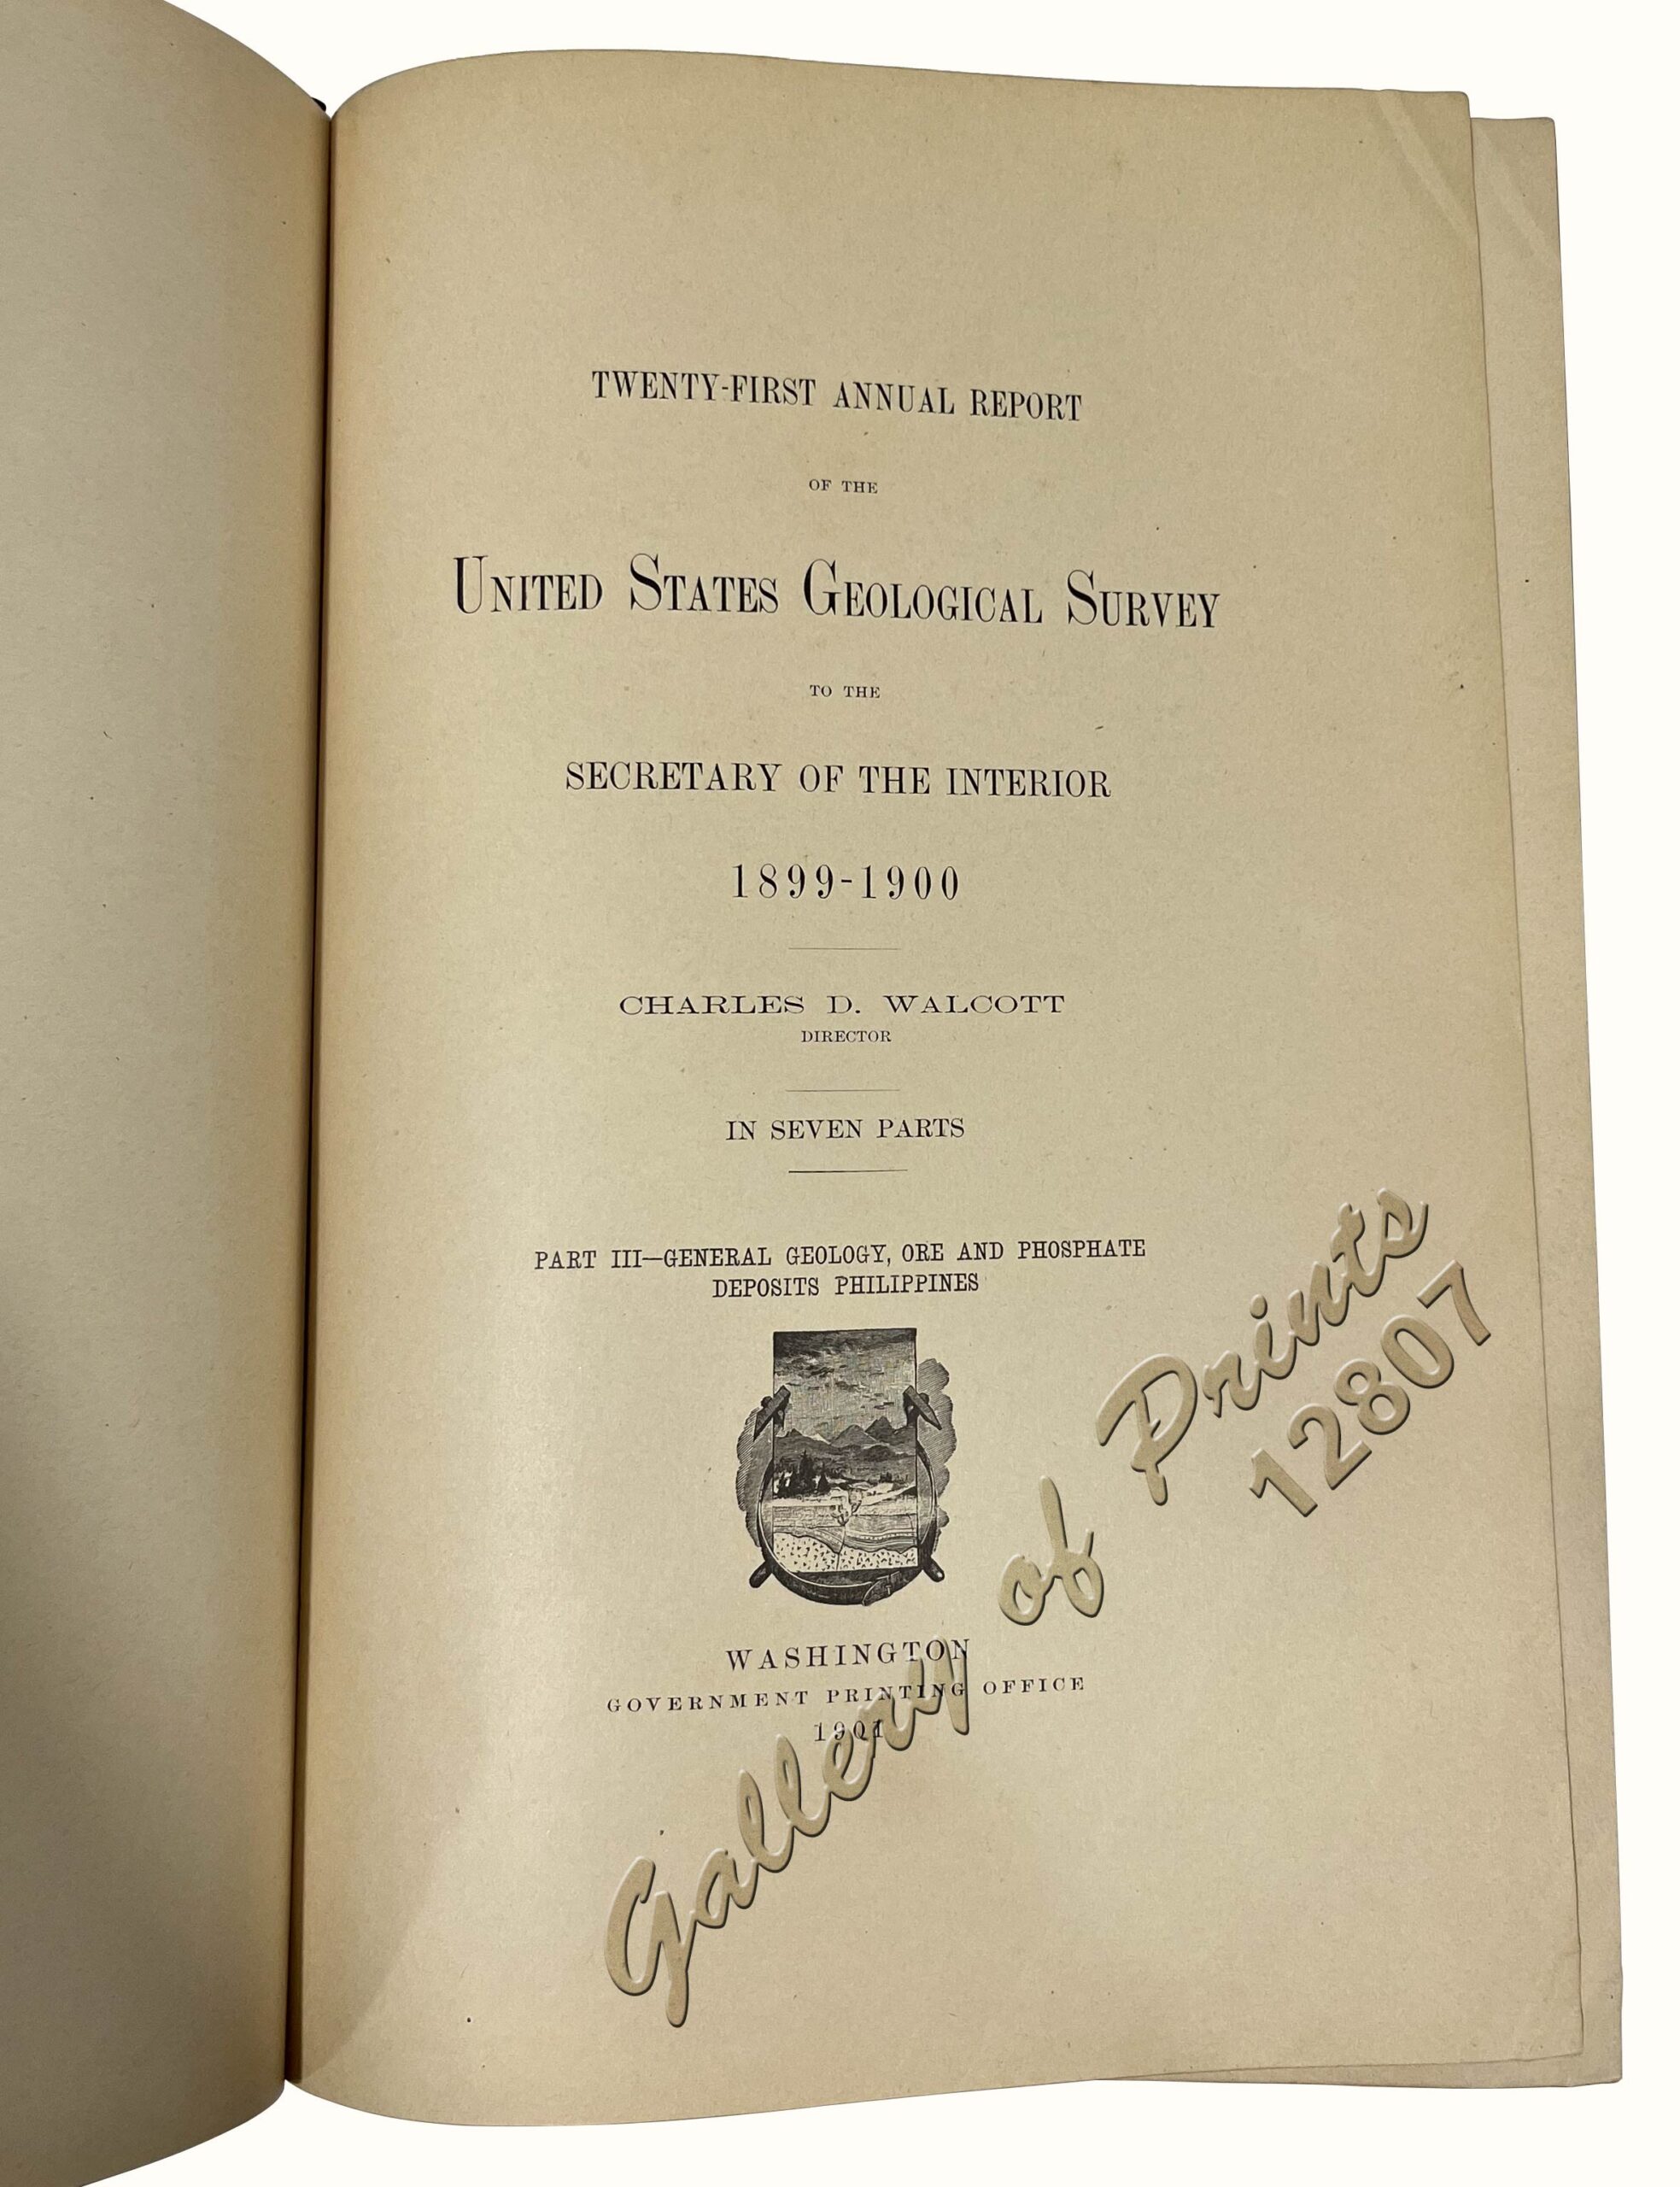 TWENTY-FIRST ANNUAL REPORT
OF THE
UNITED STATES GEOLOGICAL SURVEY
TO THE
SECRETARY OF THE INTERIOR
1899-1900
CHARLES D. WALCOTT
DIRECTOR
IN SEVEN PARTS
PART III—GENERAL GEOLOGY, ORE AND PHOSPHATE
DEPOSITS PHILIPPINES
WASHINGTON
GOVERNMENT PRINTING OFFICE
1901
Gallery of Prints
12807